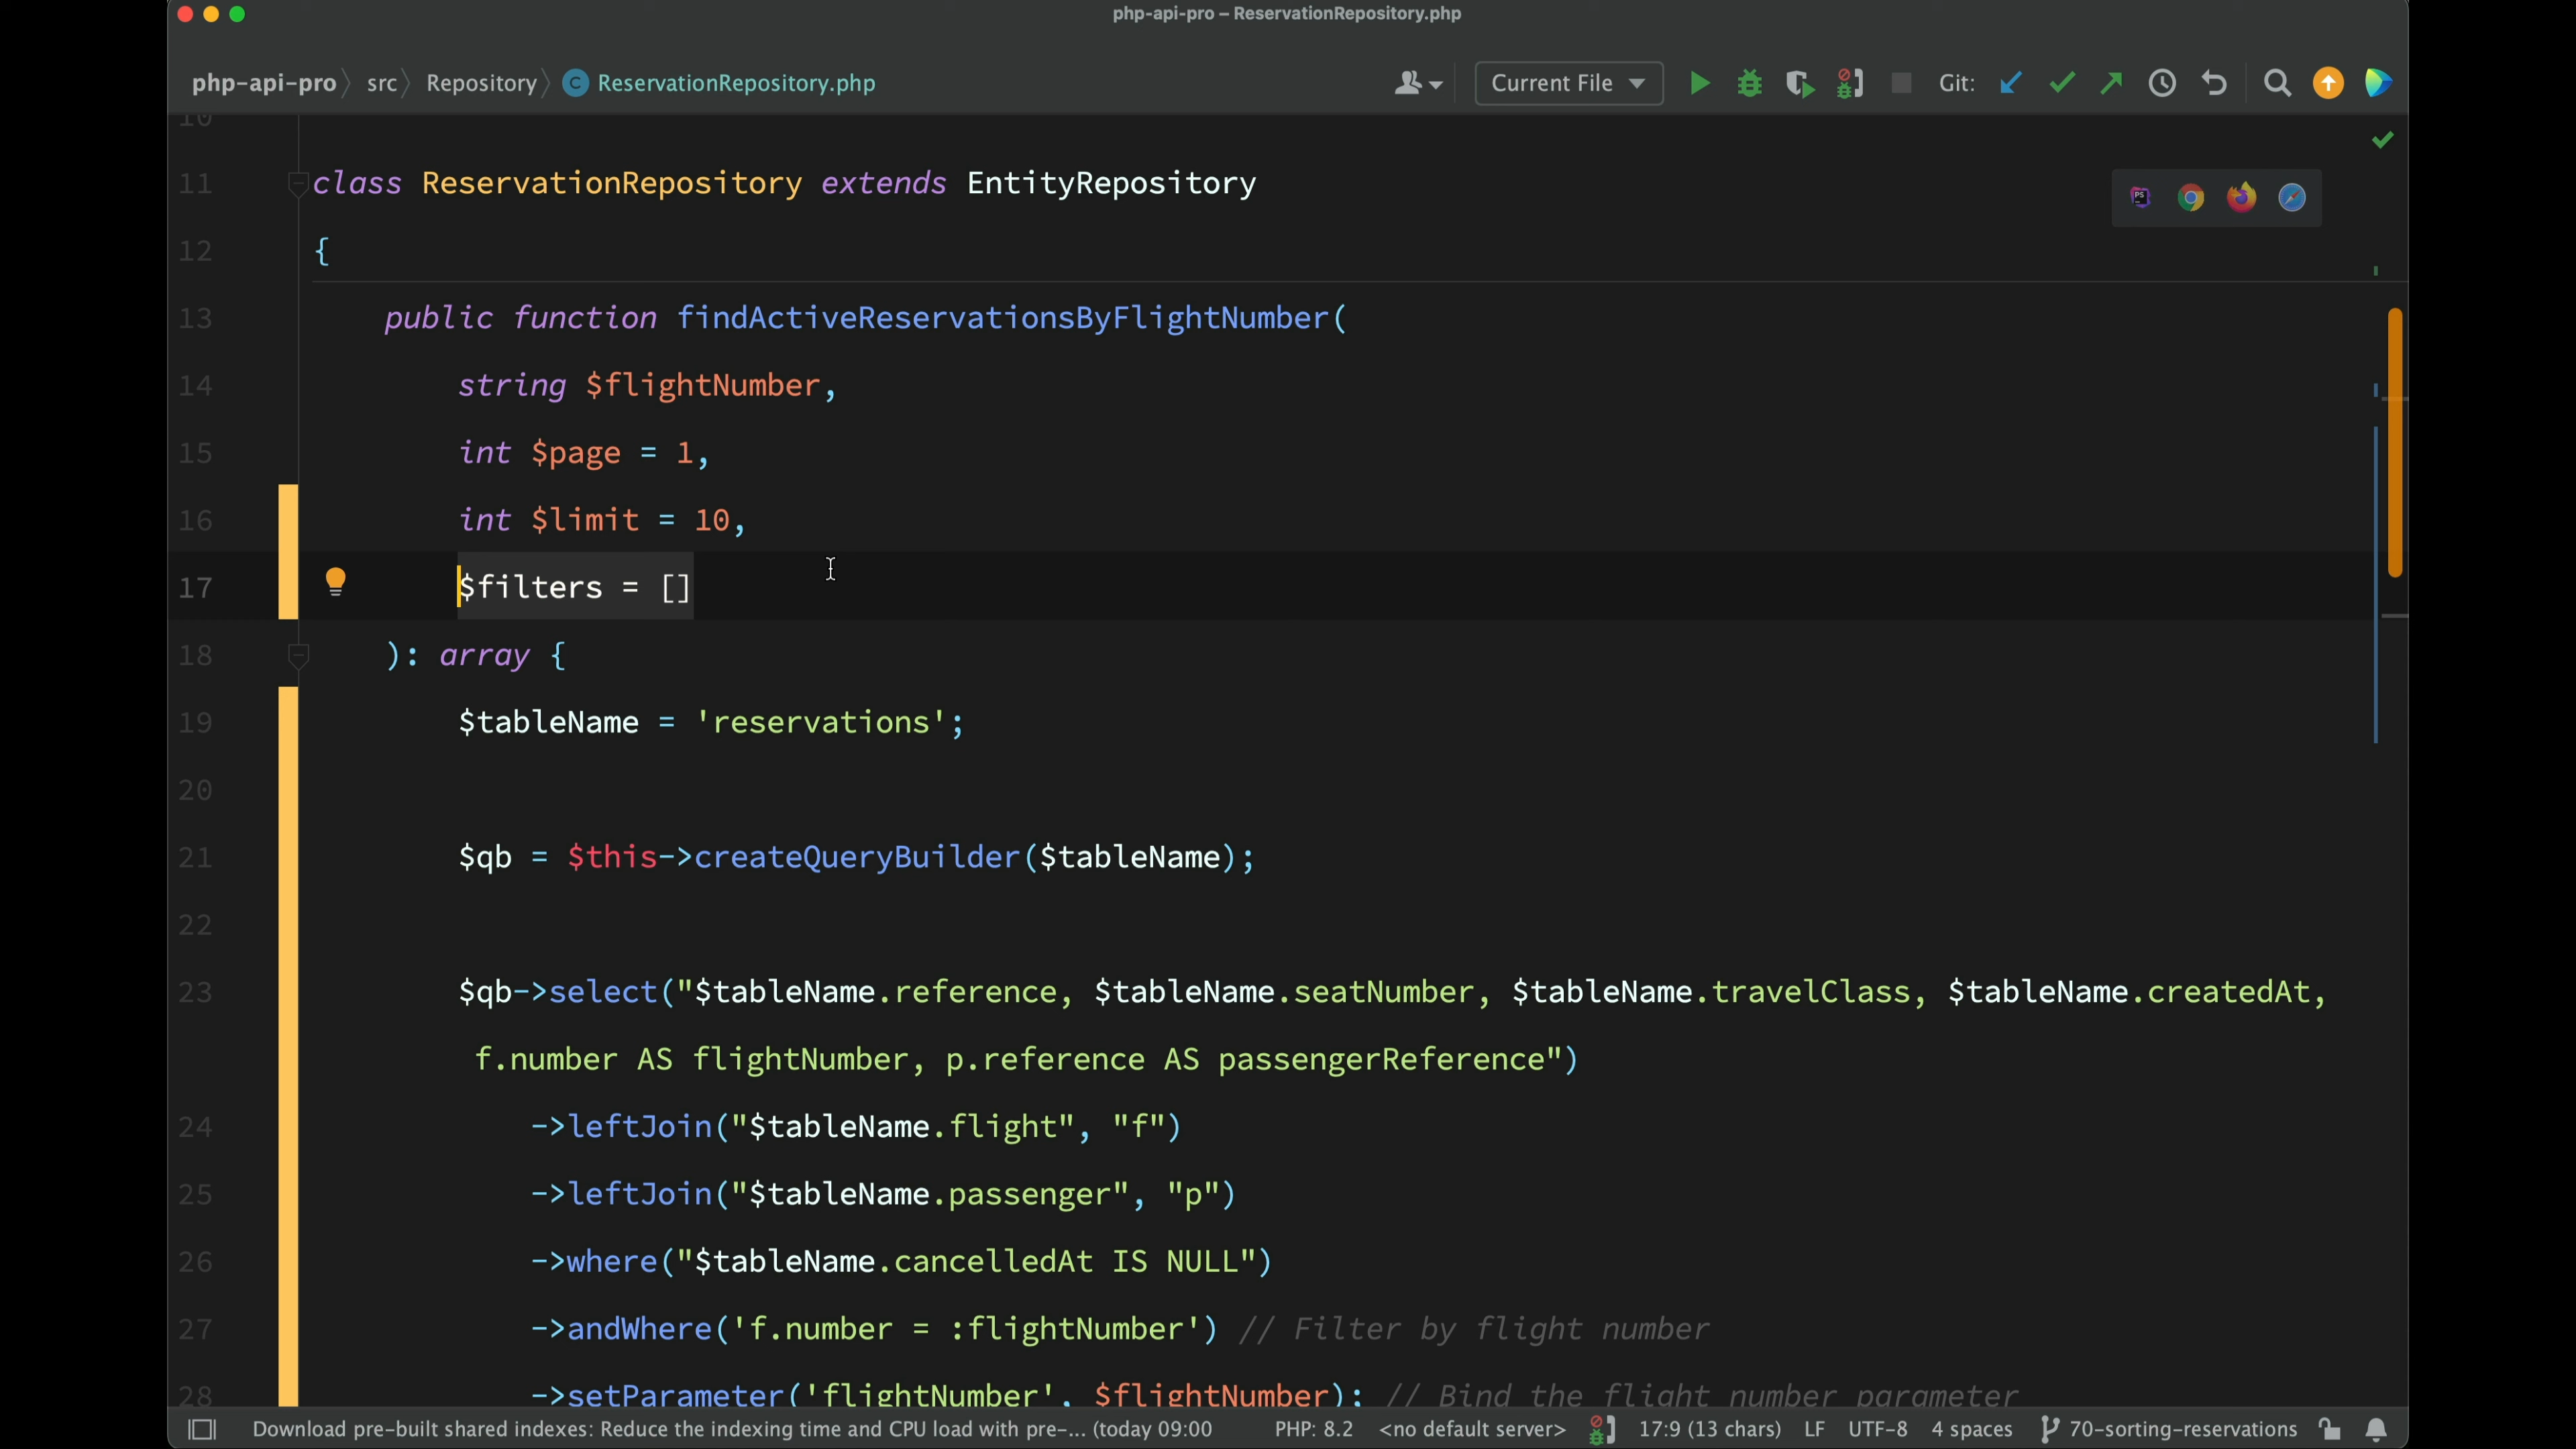 php-api-pro – ReservationRepository.php
php-api-pro src Repository ReservationRepository.php Current File Git:
10
11 class ReservationRepository extends EntityRepository
12 {
13 public function findActiveReservationsByFlightNumber(
14 string $flightNumber,
15 int $page = 1,
16 int $limit = 10,
17 $filters = []
18 ): array {
19 $tableName = 'reservations';
20
21 $qb = $this->createQueryBuilder($tableName);
22
23 $qb->select("$tableName.reference, $tableName.seatNumber, $tableName.travelClass, $tableName.createdAt,
f.number AS flightNumber, p.reference AS passengerReference")
24 ->leftJoin("$tableName.flight", "f")
25 ->leftJoin("$tableName.passenger", "p")
26 ->where("$tableName.cancelledAt IS NULL")
27 ->andWhere('f.number = :flightNumber') // Filter by flight number
28 ->setParameter('flightNumber', $flightNumber); // Bind the flight number parameter
Download pre-built shared indexes: Reduce the indexing time and CPU load with pre-... (today 09:00 PHP: 8.2 <no default server> 17:9 (13 chars) LF UTF-8 4 spaces 70-sorting-reservations